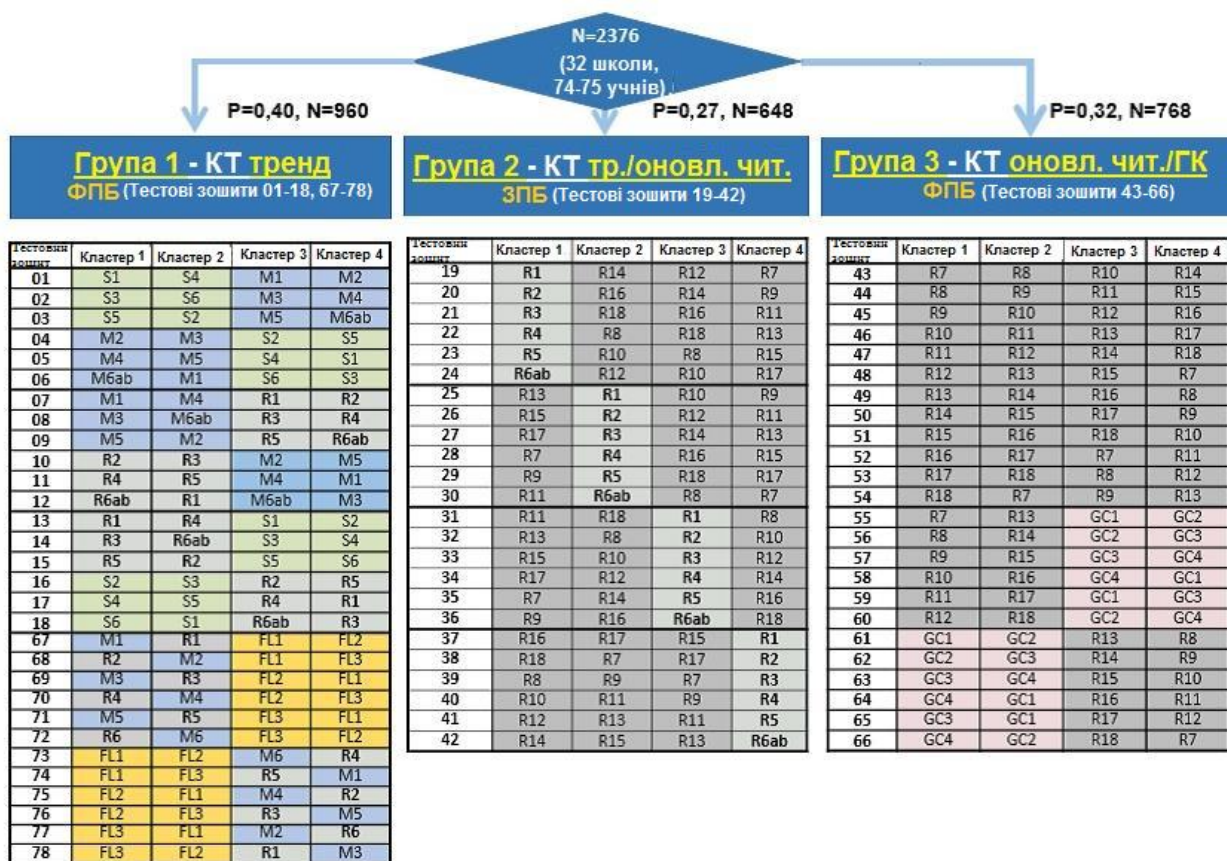 N=2376
(32 школи,
74-75 учнів)
P=0,40, N=960
P=0,27, N=648
P=0,32, N=768
Група 1 - КТ тренд
ФПБ (Тестові зошити 01-18, 67-78)
Група 2 - КТ тр./оновл. чит.
ЗПБ (Тестові зошити 19-42)
Група 3 - КТ оновл. чит./ГК
ФПБ (Тестові зошити 43-66)
Тестовий зошит Кластер 1 Кластер 2 Кластер 3 Кластер 4
01 S1 S4 M1 M2
02 S3 S6 M3 M4
03 S5 S2 M5 M6ab
04 M2 M3 S2 S5
05 M4 M5 S4 S1
06 M6ab M1 S6 S3
07 M1 M4 R1 R2
08 M3 M6ab R3 R4
09 M5 M2 R5 R6ab
10 R2 R3 M2 M5
11 R4 R5 M4 M1
12 R6ab R1 M6ab M3
13 R1 R4 S1 S2
14 R3 R6ab S3 S4
15 R5 R2 S5 S6
16 S2 S3 R2 R5
17 S4 S5 R4 R1
18 S6 S1 R6ab R3
67 M1 R1 FL1 FL2
68 R2 M2 FL1 FL3
69 M3 R3 FL2 FL1
70 R4 M4 FL2 FL3
71 M5 R5 FL3 FL1
72 R6 M6 FL3 FL2
73 FL1 FL2 M6 R4
74 FL1 FL3 R5 M1
75 FL2 FL1 M4 R2
76 FL2 FL3 R3 M5
77 FL3 FL1 M2 R6
78 FL3 FL2 R1 M3
Тестовий зошит Кластер 1 Кластер 2 Кластер 3 Кластер 4
19 R1 R14 R12 R7
20 R2 R16 R14 R9
21 R3 R18 R16 R11
22 R4 R8 R18 R13
23 R5 R10 R8 R15
24 R6ab R12 R10 R17
25 R13 R1 R10 R9
26 R15 R2 R12 R11
27 R17 R3 R14 R13
28 R7 R4 R16 R15
29 R9 R5 R18 R17
30 R11 R6ab R8 R7
31 R11 R18 R1 R8
32 R13 R8 R2 R10
33 R15 R10 R3 R12
34 R17 R12 R4 R14
35 R7 R14 R5 R16
36 R9 R16 R6ab R18
37 R16 R17 R15 R1
38 R18 R7 R17 R2
39 R8 R9 R7 R3
40 R10 R11 R9 R4
41 R12 R13 R11 R5
42 R14 R15 R13 R6ab
Тестовий зошит Кластер 1 Кластер 2 Кластер 3 Кластер 4
43 R7 R8 R10 R14
44 R8 R9 R11 R15
45 R9 R10 R12 R16
46 R10 R11 R13 R17
47 R11 R12 R14 R18
48 R12 R13 R15 R7
49 R13 R14 R16 R8
50 R14 R15 R17 R9
51 R15 R16 R18 R10
52 R16 R17 R7 R11
53 R17 R18 R8 R12
54 R18 R7 R9 R13
55 R7 R13 GC1 GC2
56 R8 R14 GC2 GC3
57 R9 R15 GC3 GC4
58 R10 R16 GC4 GC1
59 R11 R17 GC1 GC3
60 R12 R18 GC2 GC4
61 GC1 GC2 R13 R8
62 GC2 GC3 R14 R9
63 GC3 GC4 R15 R10
64 GC4 GC1 R16 R11
65 GC3 GC1 R17 R12
66 GC4 GC2 R18 R7